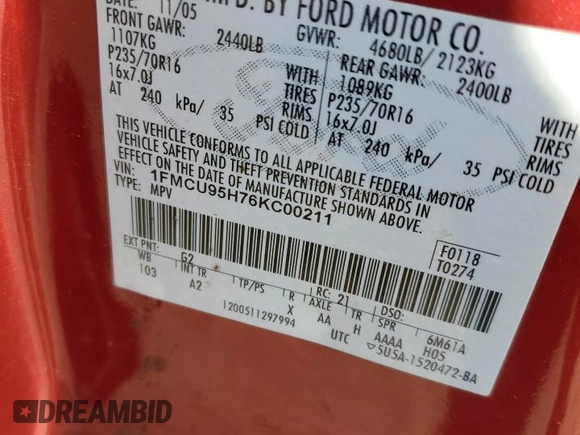 MFD. BY FORD MOTOR CO.
DATE: 11/05
GVWR: 4680LB/ 2123KG
FRONT GAWR: 2440LB
REAR GAWR: 2400LB
1107KG WITH
1089KG WITH
P235/70R16 TIRES
P235/70R16 TIRES
16x7.0J RIMS
16x7.0J RIMS
AT 240 kPa/ 35 PSI COLD
AT 240 kPa/ 35 PSI COLD
Ford
THIS VEHICLE CONFORMS TO ALL APPLICABLE FEDERAL MOTOR
VEHICLE SAFETY AND THEFT PREVENTION STANDARDS IN
EFFECT ON THE DATE OF MANUFACTURE SHOWN ABOVE.
VIN: 1FMCU95H76KC00211
TYPE: MPV
F0118
T0274
EXT PNT: G2 RC: 21 DSO:
WB INT TR TP/PS R AXLE TR SPR 6M61A
103 A2 X AA H AAAA H05
1200511297994 UTC ▽5U5A-1520472-BA
DREAMBID